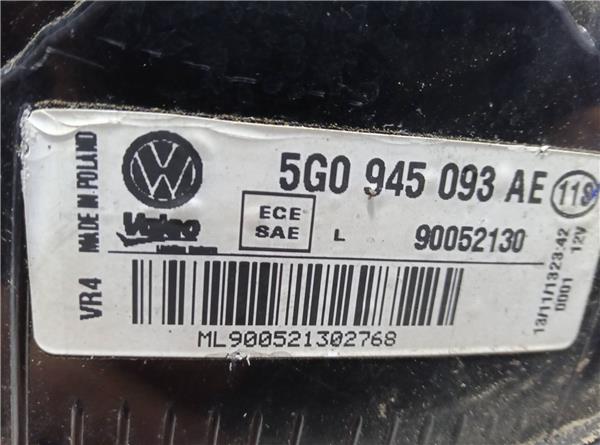 5G0 945 093 AE
118
MADE IN POLAND
VR4
Valeo
ECE
SAE
L
90052130
13/11/13 23:42
0001 12V
ML900521302768